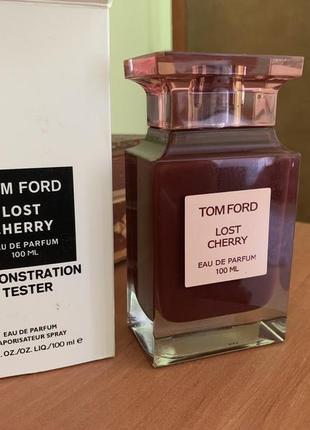 M FORD
LOST
CHERRY
EAU DE PARFUM
100 ML
ONSTRATION
TESTER
EAU DE PARFUM
VAPORISATEUR SPRAY
OZ./OZ. LIQ./100 ml e
TOM FORD
LOST
CHERRY
EAU DE PARFUM
100 ML